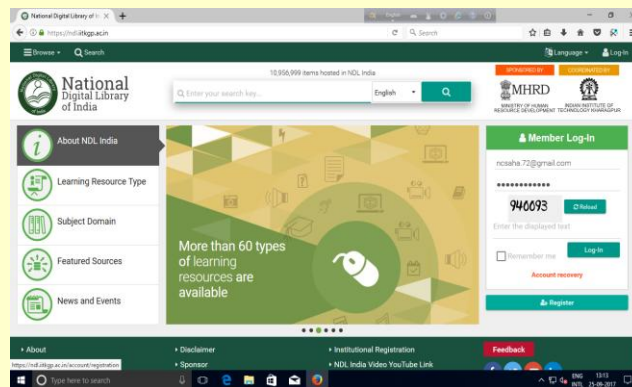 National Digital Library of In
https://ndl.iitkgp.ac.in
Search
Browse
Search
Language
Log-In
National
Digital Library
of India
10,956,999 items hosted in NDL India
Enter your search key...
English
SPONSORED BY
COORDINATED BY
MHRD
MINISTRY OF HUMAN
RESOURCE DEVELOPMENT
INDIAN INSTITUTE OF
TECHNOLOGY KHARAGPUR
About NDL India
Learning Resource Type
Subject Domain
Featured Sources
News and Events
More than 60 types
of learning
resources are
available
Member Log-In
ncsaha.72@gmail.com
940093
Reload
Enter the displayed text
Remember me
Log-In
Account recovery
Register
About
Disclaimer
Sponsor
Institutional Registration
NDL India Video YouTube Link
Feedback
https://ndl.iitkgp.ac.in/account/registration
Type here to search
ENG
INTL
13:13
25-09-2017